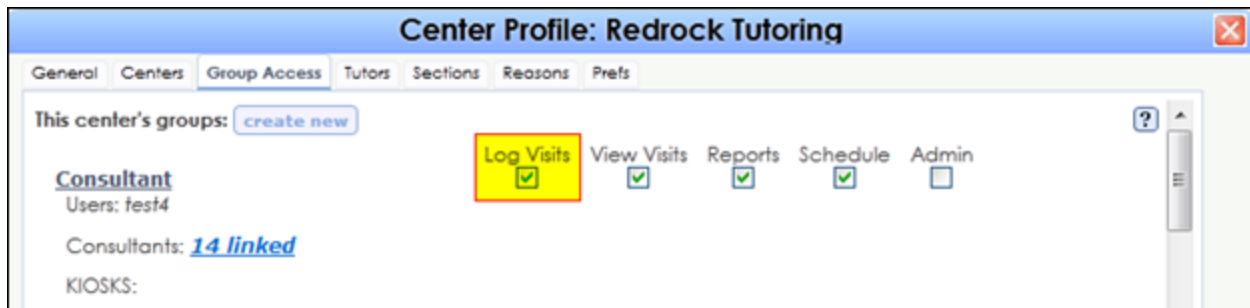 Center Profile: Redrock Tutoring
General Centers Group Access Tutors Sections Reasons Prefs
This center's groups: create new ?
Log Visits View Visits Reports Schedule Admin
Consultant
Users: test4
Consultants: 14 linked
KIOSKS: